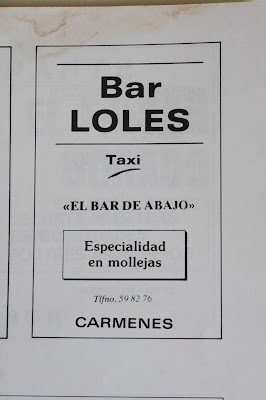 Bar
LOLES
Taxi
«EL BAR DE ABAJO»
Especialidad
en mollejas
Tlfno. 59 82 76
CARMENES